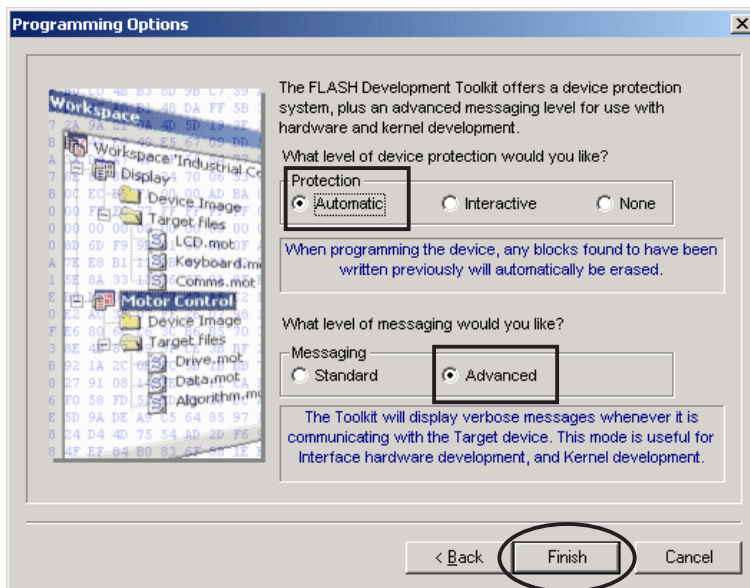 Programming Options
Workspace
Workspace 'Industrial Co
Display
Device Image
Target files
LCD.mot
Keyboard.m
Comms.mot
Motor Control
Device Image
Target files
Drive.mot
Data.mot
Algorithm.mo
The FLASH Development Toolkit offers a device protection
system, plus an advanced messaging level for use with
hardware and kernel development.
What level of device protection would you like?
Protection
Automatic Interactive None
When programming the device, any blocks found to have been
written previously will automatically be erased.
What level of messaging would you like?
Messaging
Standard Advanced
The Toolkit will display verbose messages whenever it is
communicating with the Target device. This mode is useful for
Interface hardware development, and Kernel development.
< Back Finish Cancel